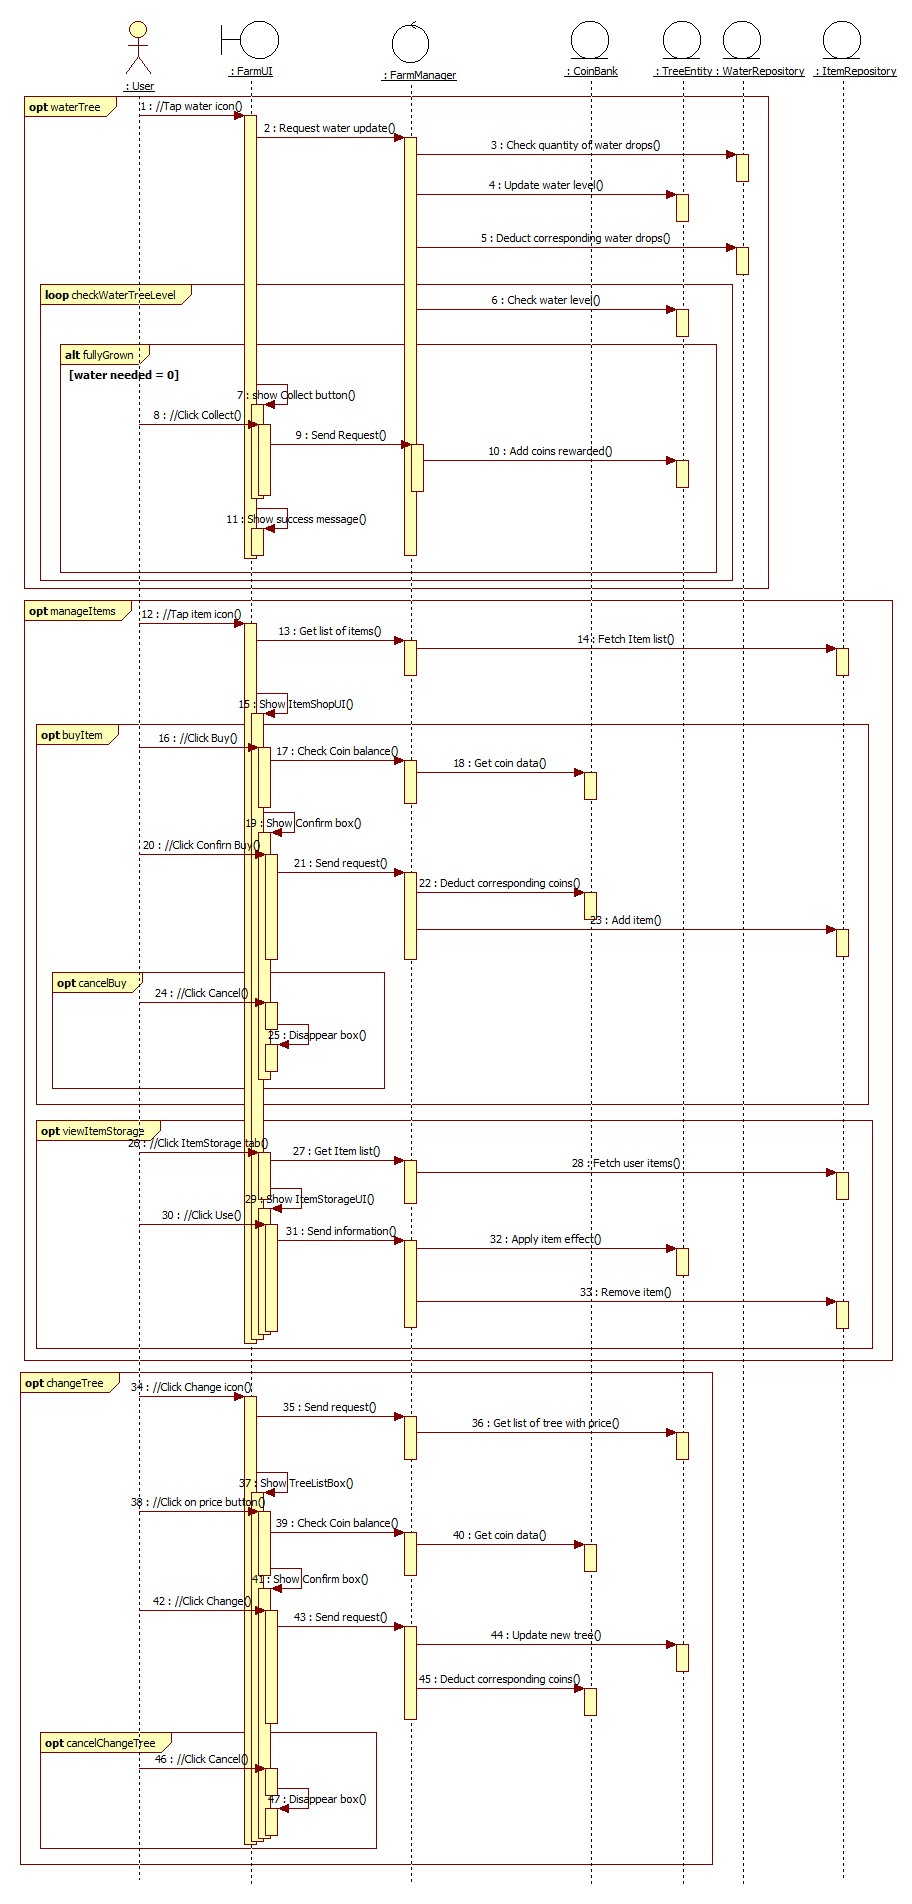 : User
: FarmUI
: FarmManager
: CoinBank
: TreeEntity
: WaterRepository
: ItemRepository
opt waterTree
1 : //Tap water icon()
2 : Request water update()
3 : Check quantity of water drops()
4 : Update water level()
5 : Deduct corresponding water drops()
loop checkWaterTreeLevel
6 : Check water level()
alt fullyGrown
[water needed = 0]
7 : show Collect button()
8 : //Click Collect()
9 : Send Request()
10 : Add coins rewarded()
11 : Show success message()
opt manageItems
12 : //Tap item icon()
13 : Get list of items()
14 : Fetch Item list()
15 : Show ItemShopUI()
opt buyItem
16 : //Click Buy()
17 : Check Coin balance()
18 : Get coin data()
19 : Show Confirm box()
20 : //Click Confirn Buy()
21 : Send request()
22 : Deduct corresponding coins()
23 : Add item()
opt cancelBuy
24 : //Click Cancel()
25 : Disappear box()
opt viewItemStorage
26 : //Click ItemStorage tab()
27 : Get Item list()
28 : Fetch user items()
29 : Show ItemStorageUI()
30 : //Click Use()
31 : Send information()
32 : Apply item effect()
33 : Remove item()
opt changeTree
34 : //Click Change icon()
35 : Send request()
36 : Get list of tree with price()
37 : Show TreeListBox()
38 : //Click on price button()
39 : Check Coin balance()
40 : Get coin data()
41 : Show Confirm box()
42 : //Click Change()
43 : Send request()
44 : Update new tree()
45 : Deduct corresponding coins()
opt cancelChangeTree
46 : //Click Cancel()
47 : Disappear box()